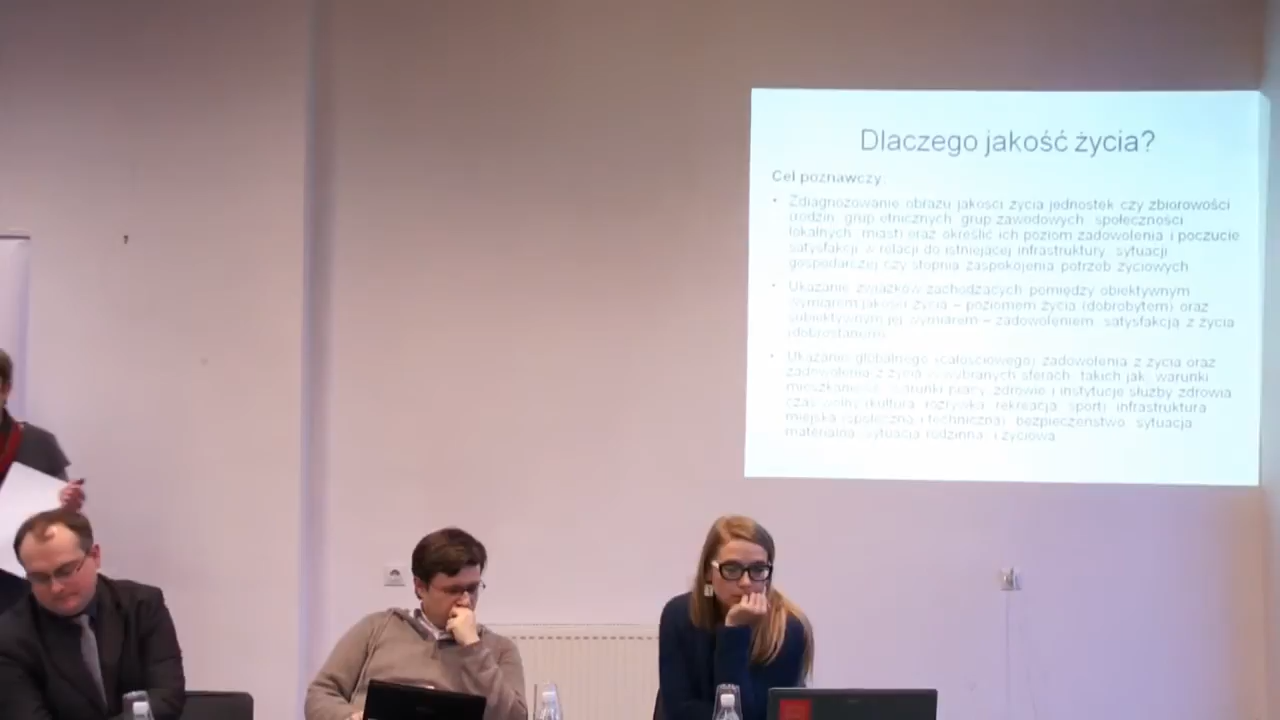 Dlaczego jakość życia?
Cel poznawczy:
• Zdiagnozowanie obrazu jakości życia jednostek czy zbiorowości
(rodzin, grup etnicznych, grup zawodowych, społeczności
lokalnych, miast) oraz określić ich poziom zadowolenia i poczucie
satysfakcji w relacji do istniejącej infrastruktury, sytuacji
gospodarczej czy stopnia zaspokojenia potrzeb życiowych
• Ukazanie związków zachodzących pomiędzy obiektywnym
wymiarem jakości życia – poziomem życia (dobrobytem) oraz
subiektywnym jej wymiarem – zadowoleniem, satysfakcją z życia
(dobrostanem)
• Ukazanie globalnego (całościowego) zadowolenia z życia oraz
zadowolenia z życia w wybranych sferach, takich jak: warunki
mieszkaniowe, warunki pracy, zdrowie i instytucje służby zdrowia,
czas wolny (kultura, rozrywka, rekreacja, sport), infrastruktura
miejska (społeczna i techniczna), bezpieczeństwo, sytuacja
materialna, sytuacja rodzinna i życiowa